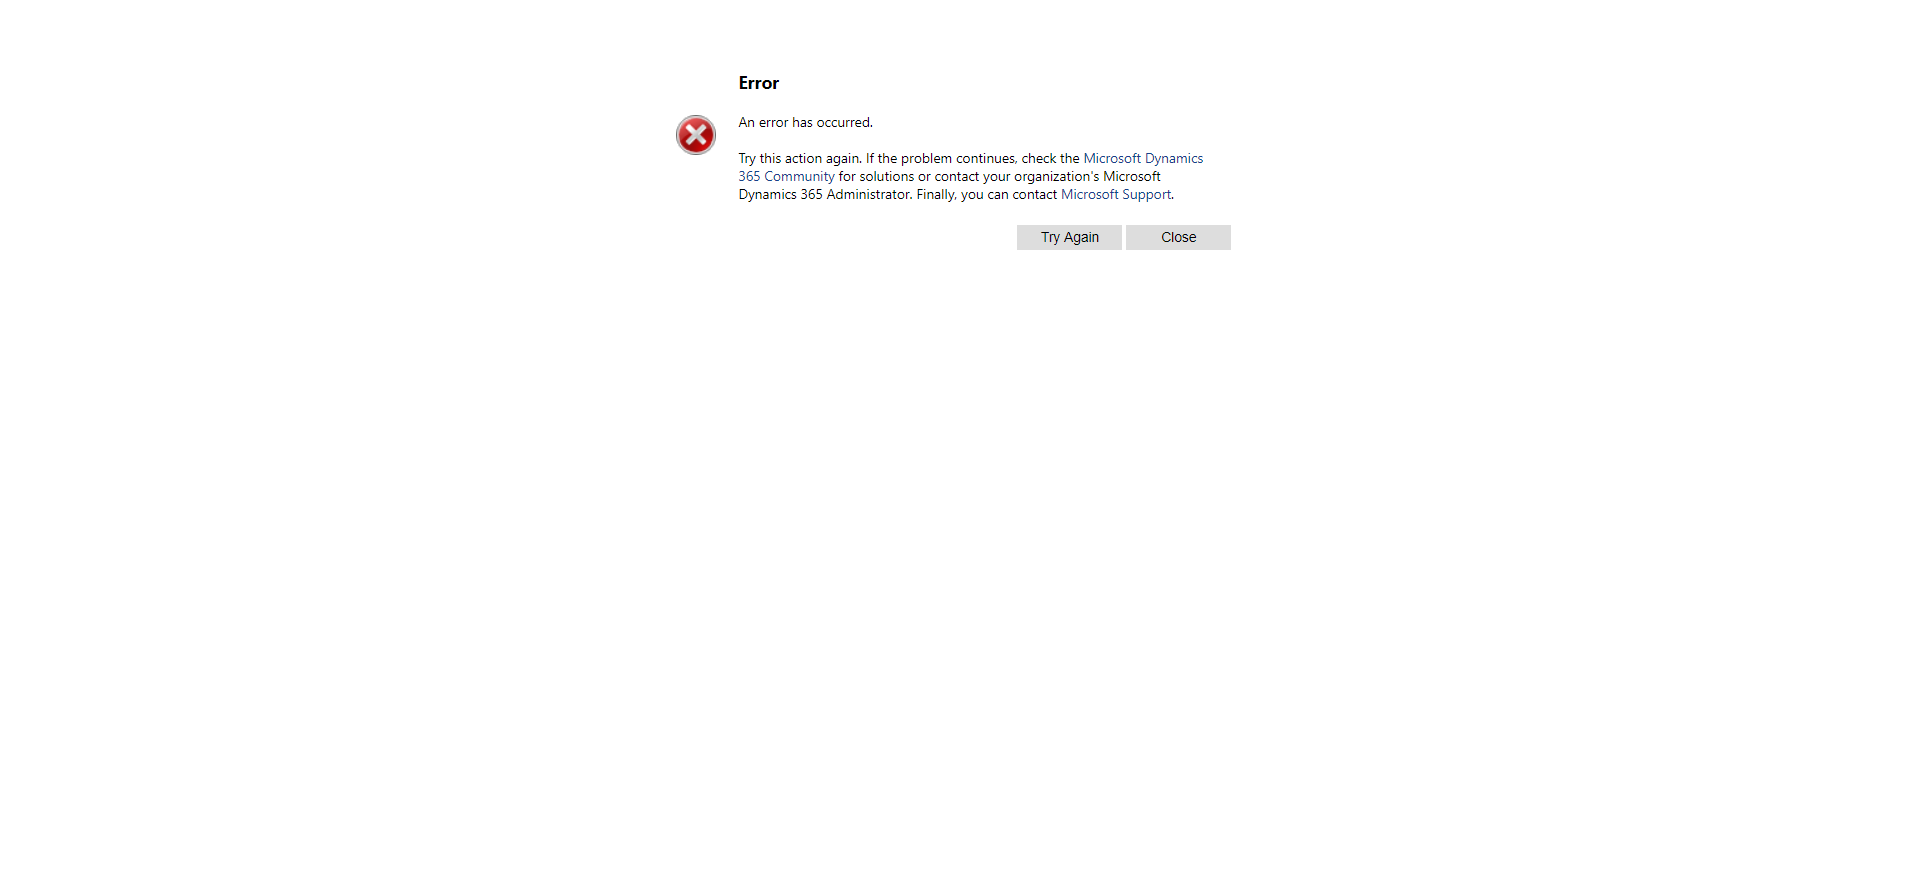 Error
An error has occurred.
Try this action again. If the problem continues, check the Microsoft Dynamics
365 Community for solutions or contact your organization's Microsoft
Dynamics 365 Administrator. Finally, you can contact Microsoft Support.
Try Again Close